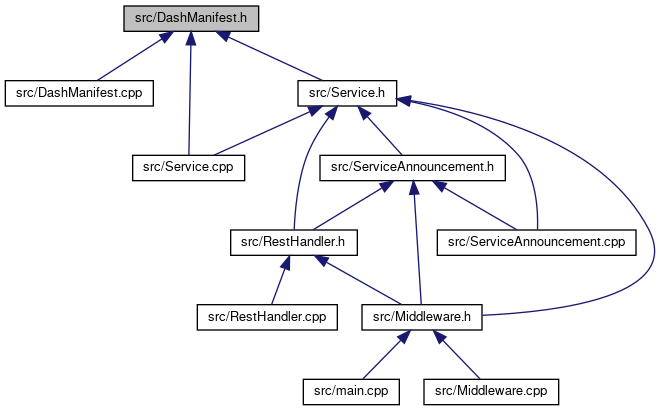 src/DashManifest.h
src/DashManifest.cpp
src/Service.h
src/Service.cpp
src/ServiceAnnouncement.h
src/RestHandler.h
src/ServiceAnnouncement.cpp
src/RestHandler.cpp
src/Middleware.h
src/main.cpp
src/Middleware.cpp